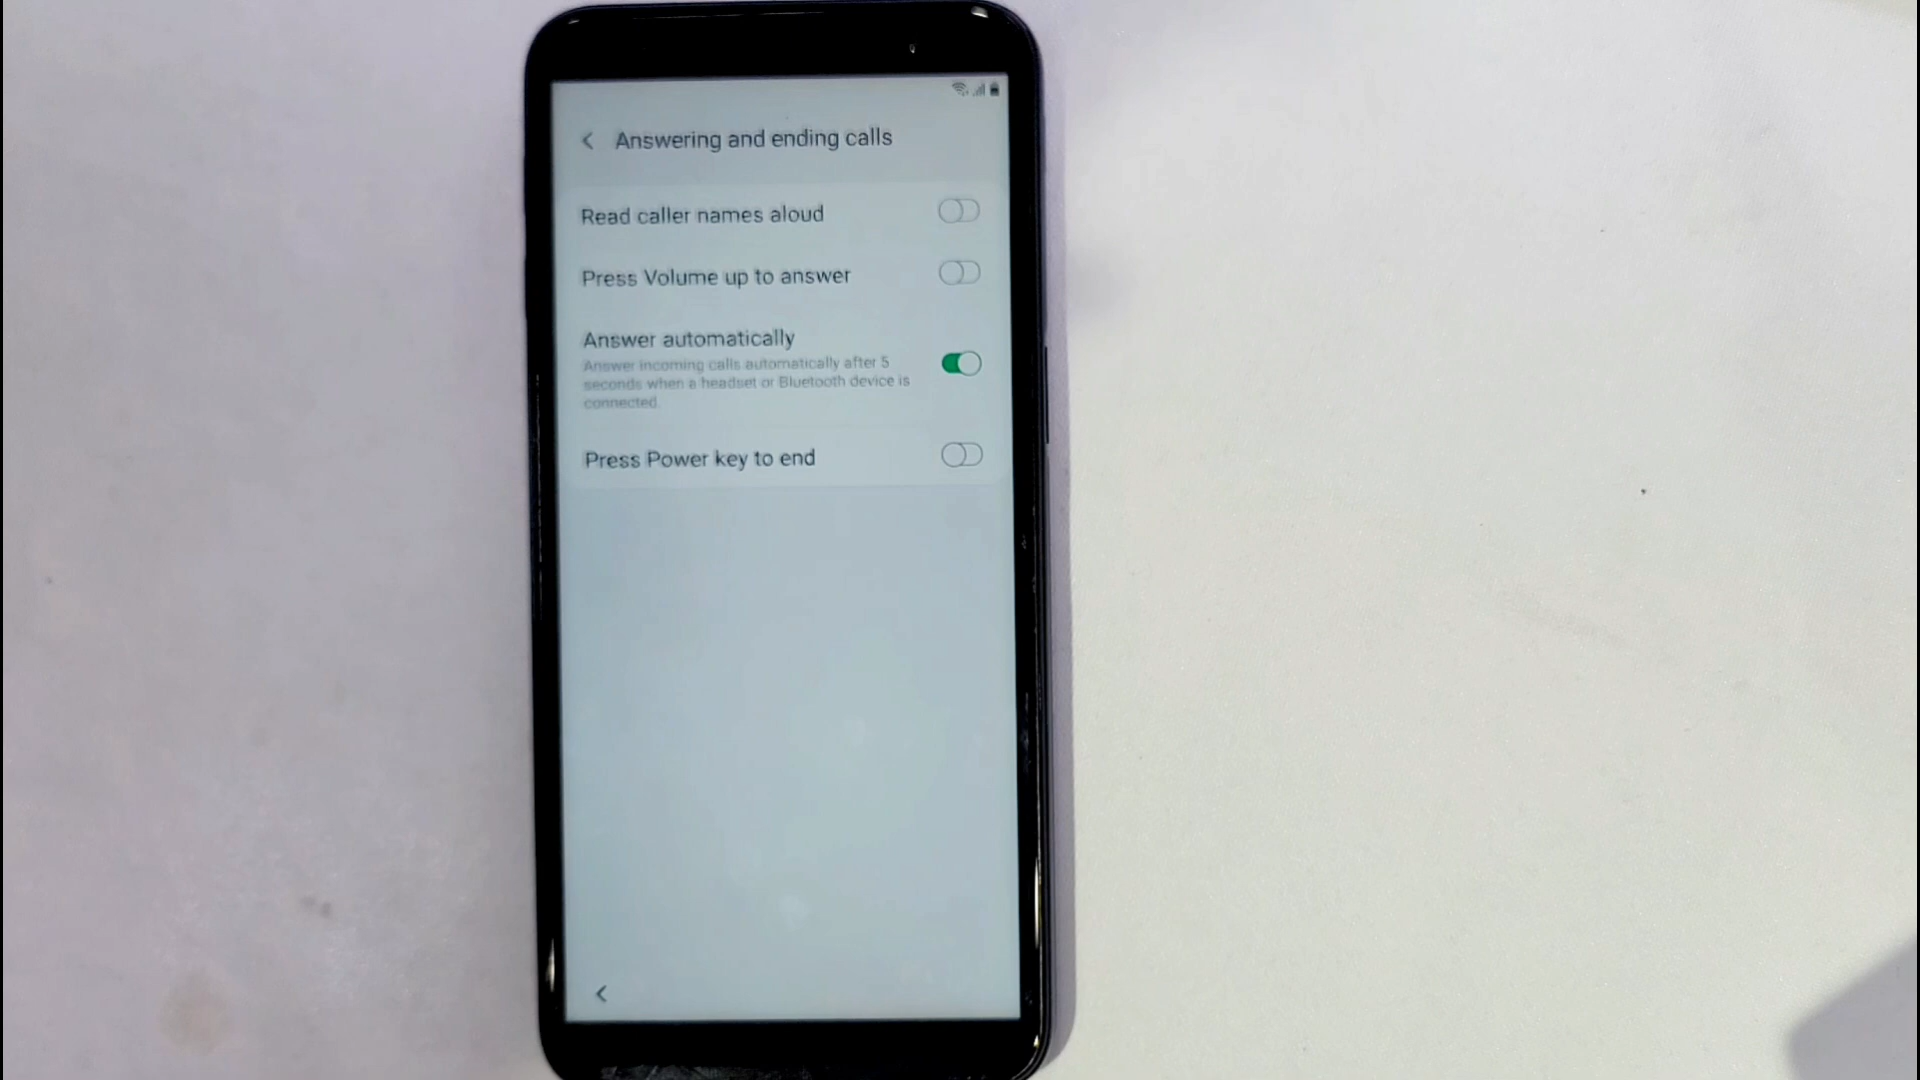 Answering and ending calls
Read caller names aloud
Press Volume up to answer
Answer automatically
Answer incoming calls automatically after 5
seconds when a headset or Bluetooth device is
connected.
Press Power key to end